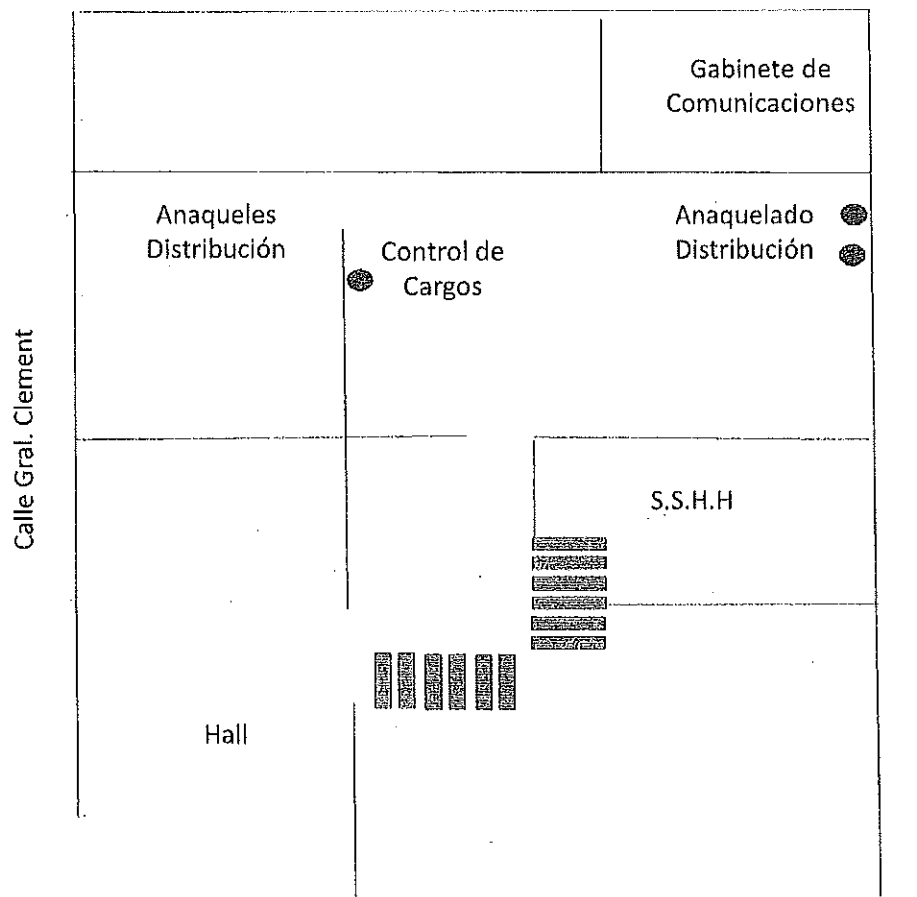 Gabinete de
Comunicaciones
Anaqueles
Distribución
Control de
Cargos
Anaquelado
Distribución
Calle Gral. Clement
S.S.H.H
Hall